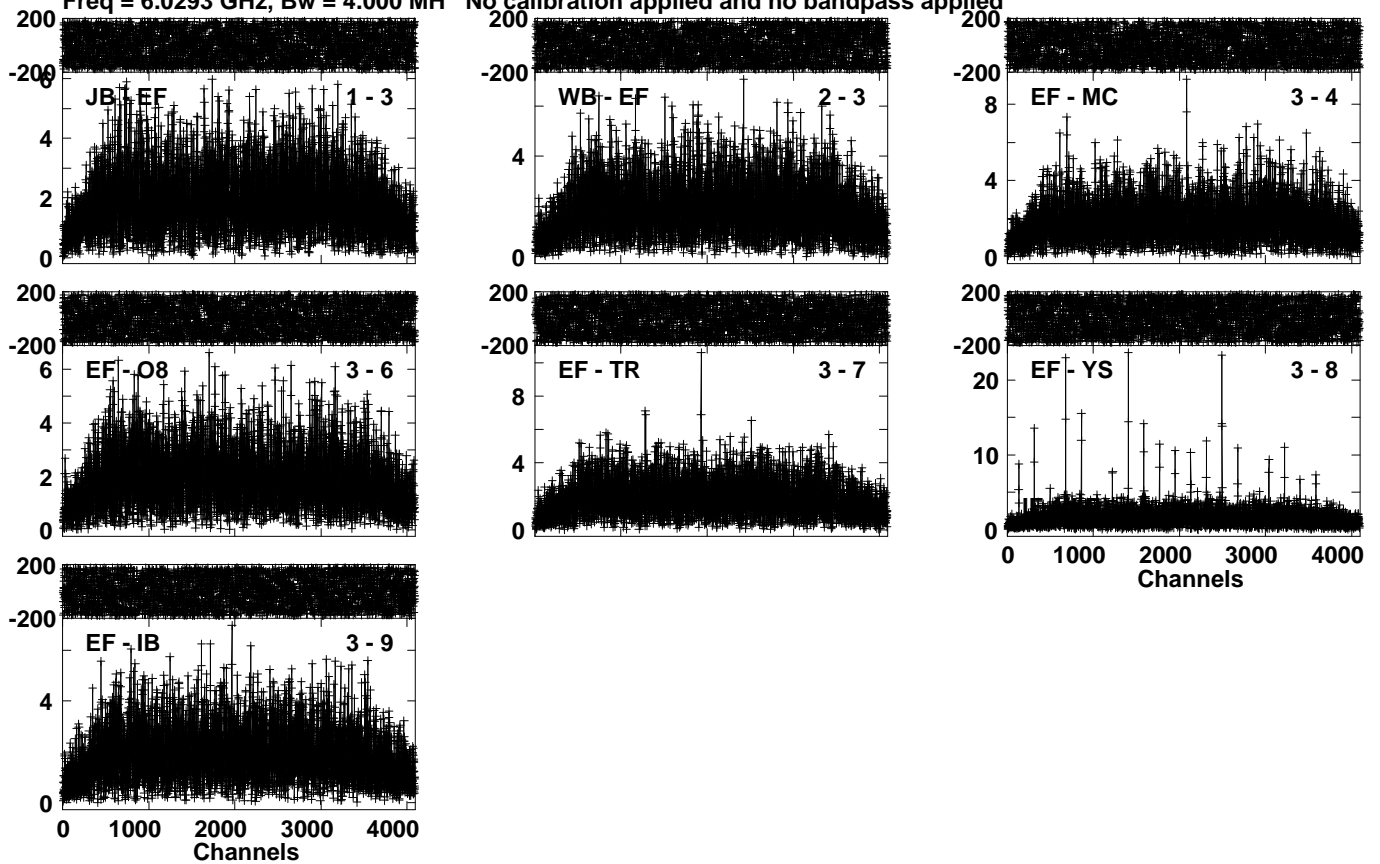 Freq = 6.0293 GHz, Bw = 4.000 MH No calibration applied and no bandpass applied
200 200 200
-200 -200 -200
6
JB - EF 1 - 3 WB - EF 2 - 3 EF - MC 3 - 4
8
4 4 4
2
0 0 0
200 200 200
-200 -200 -200
EF - O8 3 - 6 EF - TR 3 - 7 EF - YS 3 - 8
6 8 20
4 4 10
2
0 0 0
0 1000 2000 3000 4000
Channels
200
-200
EF - IB 3 - 9
4
0
0 1000 2000 3000 4000
Channels